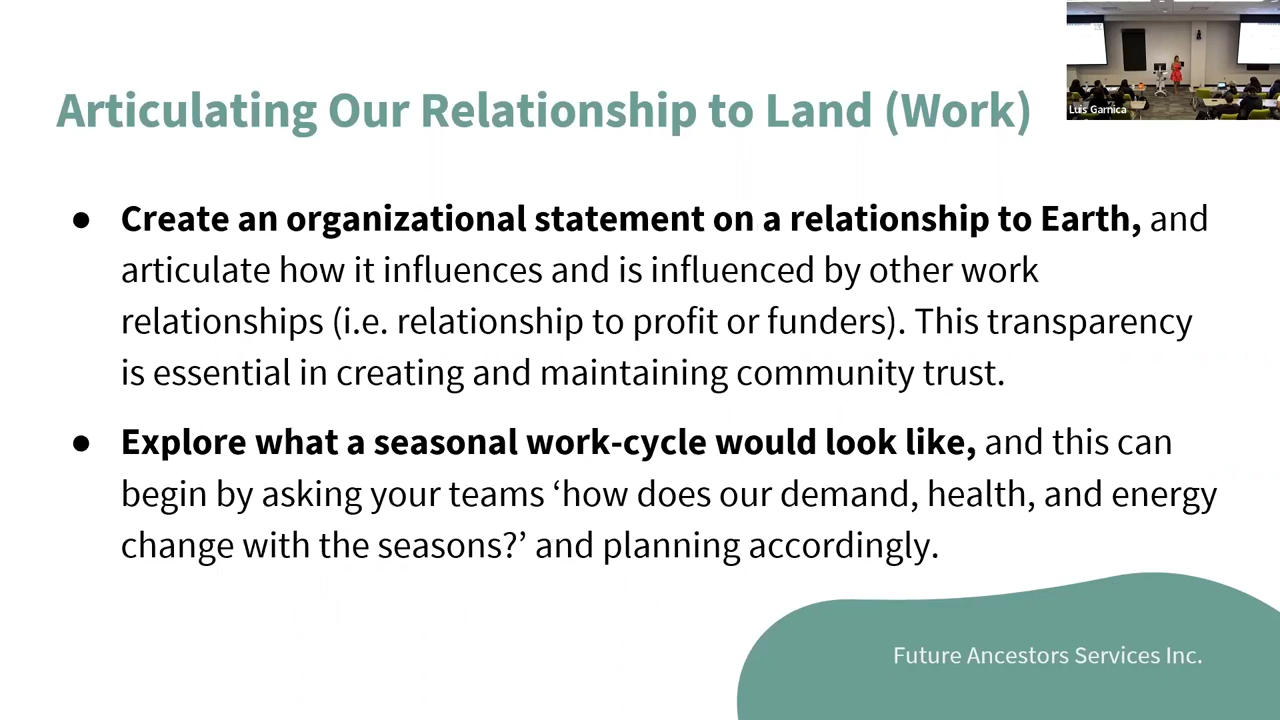 Articulating Our Relationship to Land (Work)
Luis Garnica
● Create an organizational statement on a relationship to Earth, and
articulate how it influences and is influenced by other work
relationships (i.e. relationship to profit or funders). This transparency
is essential in creating and maintaining community trust.
● Explore what a seasonal work-cycle would look like, and this can
begin by asking your teams ‘how does our demand, health, and energy
change with the seasons?’ and planning accordingly.
Future Ancestors Services Inc.